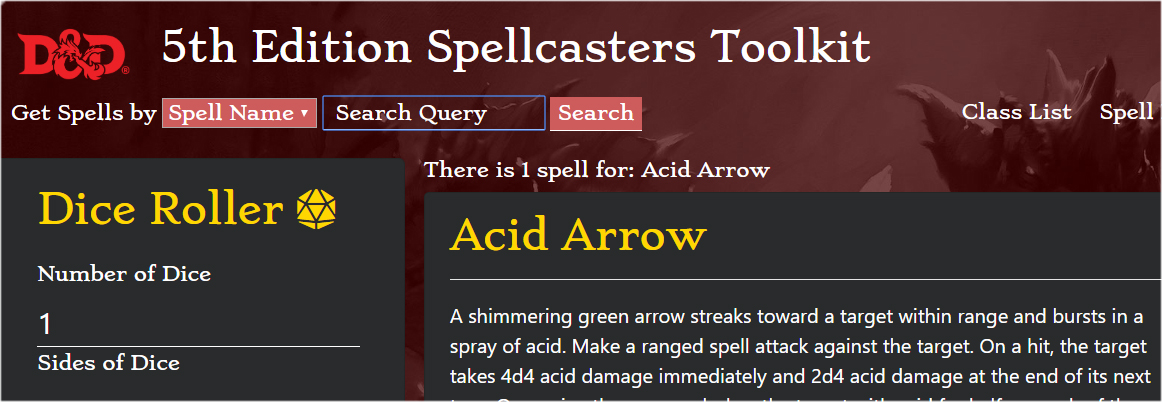 D&D 5th Edition Spellcasters Toolkit
Get Spells by Spell Name ▾ Search Query Search Class List Spell
There is 1 spell for: Acid Arrow
Dice Roller
Number of Dice
1
Sides of Dice
Acid Arrow
A shimmering green arrow streaks toward a target within range and bursts in a
spray of acid. Make a ranged spell attack against the target. On a hit, the target
takes 4d4 acid damage immediately and 2d4 acid damage at the end of its next